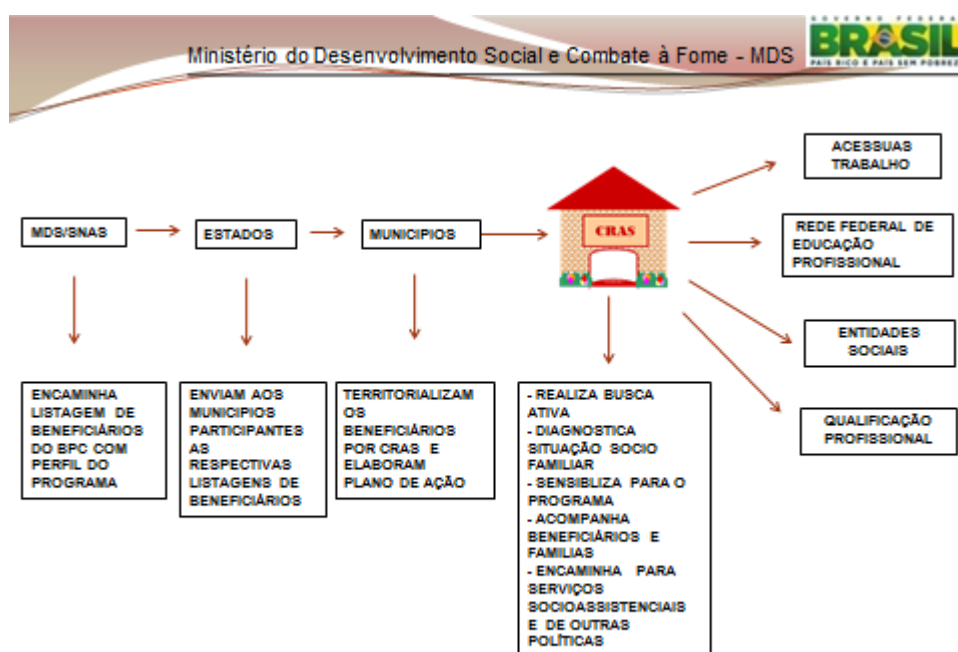 GOVERNO FEDERAL
Ministério do Desenvolvimento Social e Combate à Fome - MDS
BRASIL
PAÍS RICO É PAÍS SEM POBREZ
ACESSUAS
TRABALHO
MDS/SNAS
ESTADOS
MUNICIPIOS
CRAS
REDE FEDERAL DE
EDUCAÇÃO
PROFISSIONAL
ENTIDADES
SOCIAIS
QUALIFICAÇÃO
PROFISSIONAL
ENCAMINHA
LISTAGEM DE
BENEFICIÁRIOS
DO BPC COM
PERFIL DO
PROGRAMA
ENVIAM AOS
MUNICIPIOS
PARTICIPANTES
AS
RESPECTIVAS
LISTAGENS DE
BENEFICIÁRIOS
TERRITORIALIZAM
OS
BENEFICIÁRIOS
POR CRAS E
ELABORAM
PLANO DE AÇÃO
- REALIZA BUSCA
ATIVA
- DIAGNOSTICA
SITUAÇÃO SOCIO
FAMILIAR
- SENSIBLIZA PARA O
PROGRAMA
- ACOMPANHA
BENEFICIÁRIOS E
FAMILIAS
- ENCAMINHA PARA
SERVIÇOS
SOCIOASSISTENCIAIS
E DE OUTRAS
POLÍTICAS